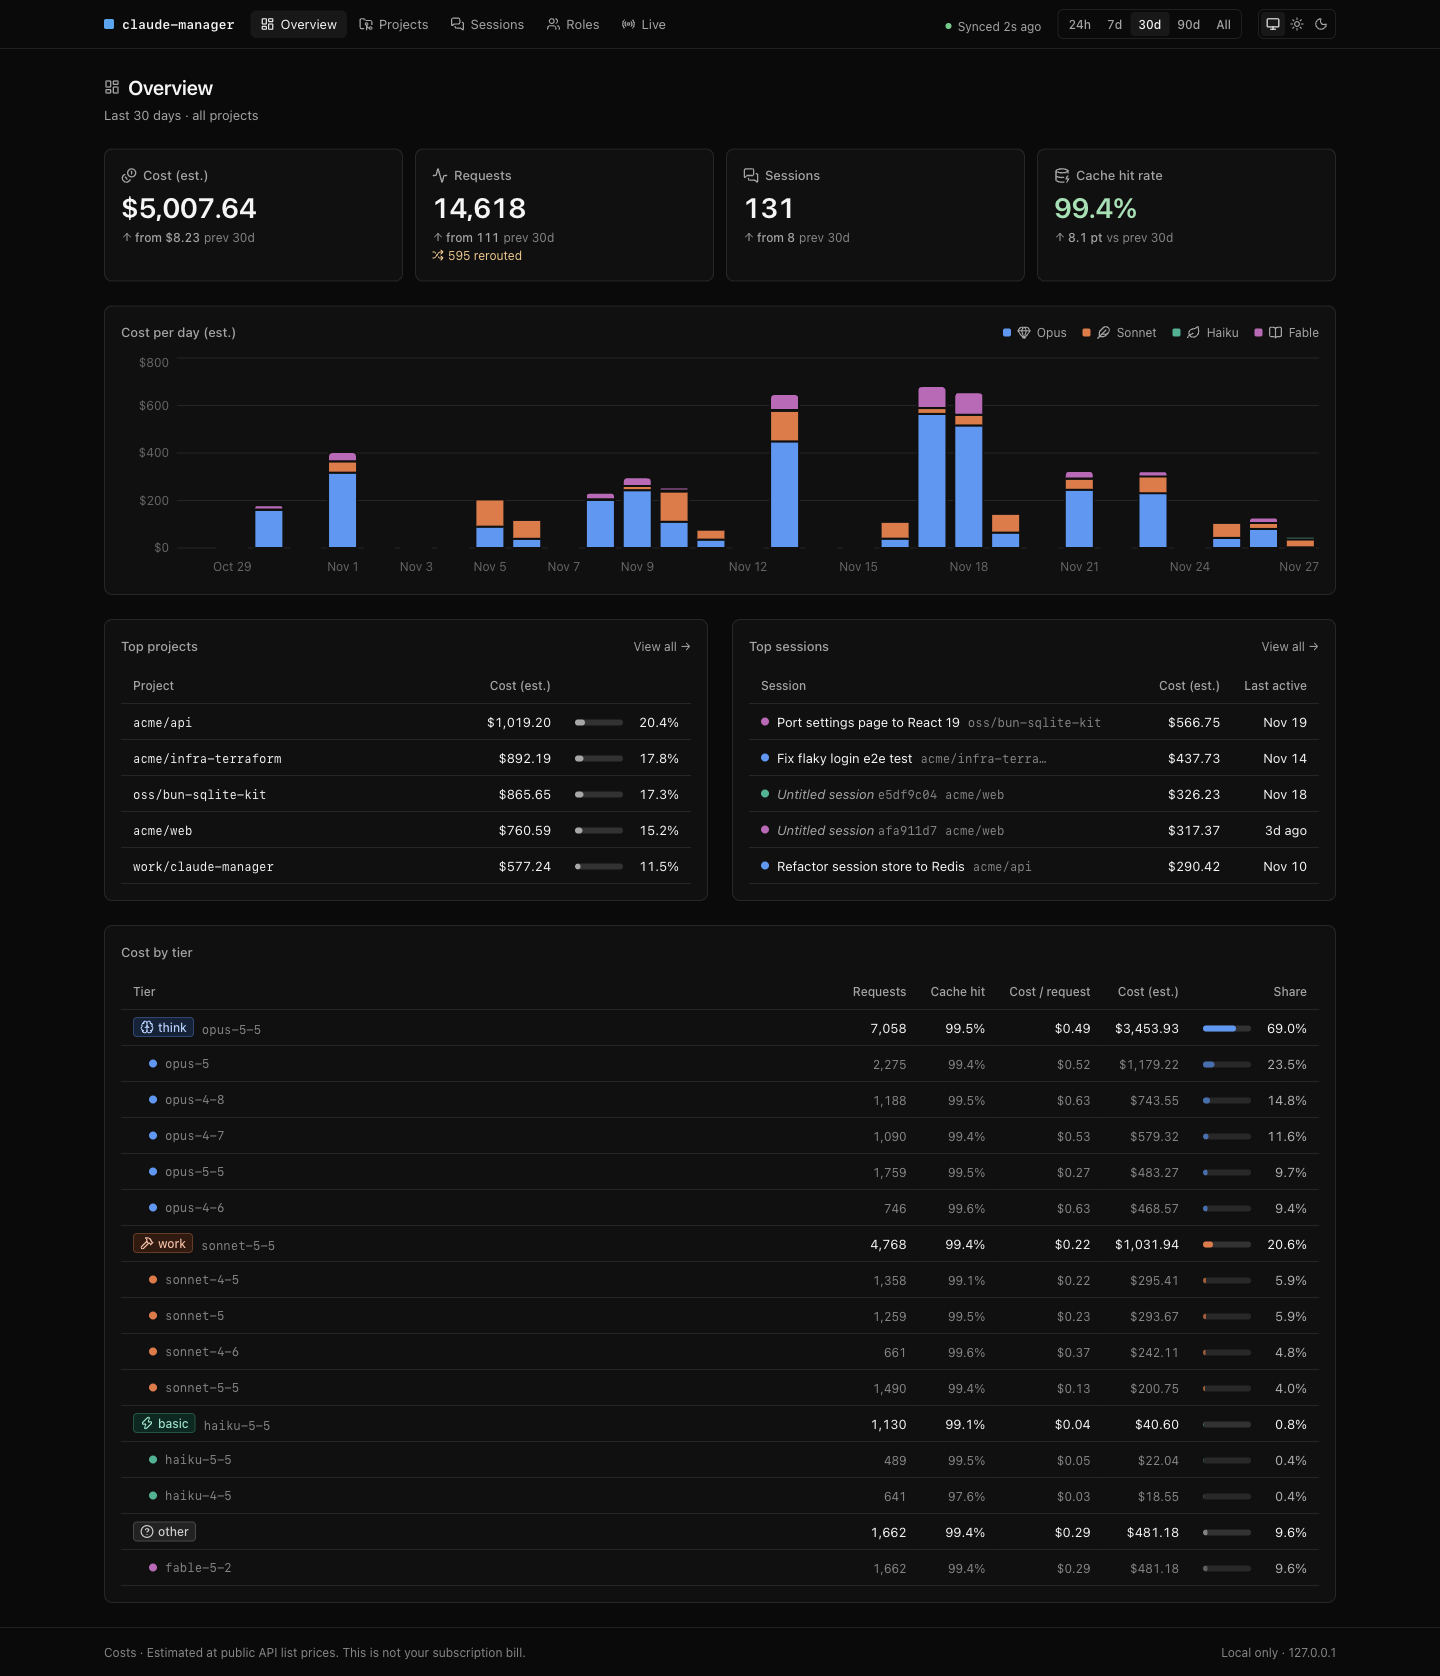 claude-manager Overview Projects Sessions Roles Live Synced 2s ago 24h 7d 30d 90d All
Overview
Last 30 days · all projects
Cost (est.)
$5,007.64
↑ from $8.23 prev 30d
Requests
14,618
↑ from 111 prev 30d
595 rerouted
Sessions
131
↑ from 8 prev 30d
Cache hit rate
99.4%
↑ 8.1 pt vs prev 30d
Cost per day (est.) Opus Sonnet Haiku Fable
$800
$600
$400
$200
$0
Oct 29 Nov 1 Nov 3 Nov 5 Nov 7 Nov 9 Nov 12 Nov 15 Nov 18 Nov 21 Nov 24 Nov 27
Top projects View all →
Project Cost (est.)
acme/api $1,019.20 20.4%
acme/infra-terraform $892.19 17.8%
oss/bun-sqlite-kit $865.65 17.3%
acme/web $760.59 15.2%
work/claude-manager $577.24 11.5%
Top sessions View all →
Session Cost (est.) Last active
Port settings page to React 19 oss/bun-sqlite-kit $566.75 Nov 19
Fix flaky login e2e test acme/infra-terra… $437.73 Nov 14
Untitled session e5df9c04 acme/web $326.23 Nov 18
Untitled session afa911d7 acme/web $317.37 3d ago
Refactor session store to Redis acme/api $290.42 Nov 10
Cost by tier
Tier Requests Cache hit Cost / request Cost (est.) Share
think opus-5-5 7,058 99.5% $0.49 $3,453.93 69.0%
opus-5 2,275 99.4% $0.52 $1,179.22 23.5%
opus-4-8 1,188 99.5% $0.63 $743.55 14.8%
opus-4-7 1,090 99.4% $0.53 $579.32 11.6%
opus-5-5 1,759 99.5% $0.27 $483.27 9.7%
opus-4-6 746 99.6% $0.63 $468.57 9.4%
work sonnet-5-5 4,768 99.4% $0.22 $1,031.94 20.6%
sonnet-4-5 1,358 99.1% $0.22 $295.41 5.9%
sonnet-5 1,259 99.5% $0.23 $293.67 5.9%
sonnet-4-6 661 99.6% $0.37 $242.11 4.8%
sonnet-5-5 1,490 99.4% $0.13 $200.75 4.0%
basic haiku-5-5 1,130 99.1% $0.04 $40.60 0.8%
haiku-5-5 489 99.5% $0.05 $22.04 0.4%
haiku-4-5 641 97.6% $0.03 $18.55 0.4%
other 1,662 99.4% $0.29 $481.18 9.6%
fable-5-2 1,662 99.4% $0.29 $481.18 9.6%
Costs · Estimated at public API list prices. This is not your subscription bill. Local only · 127.0.0.1